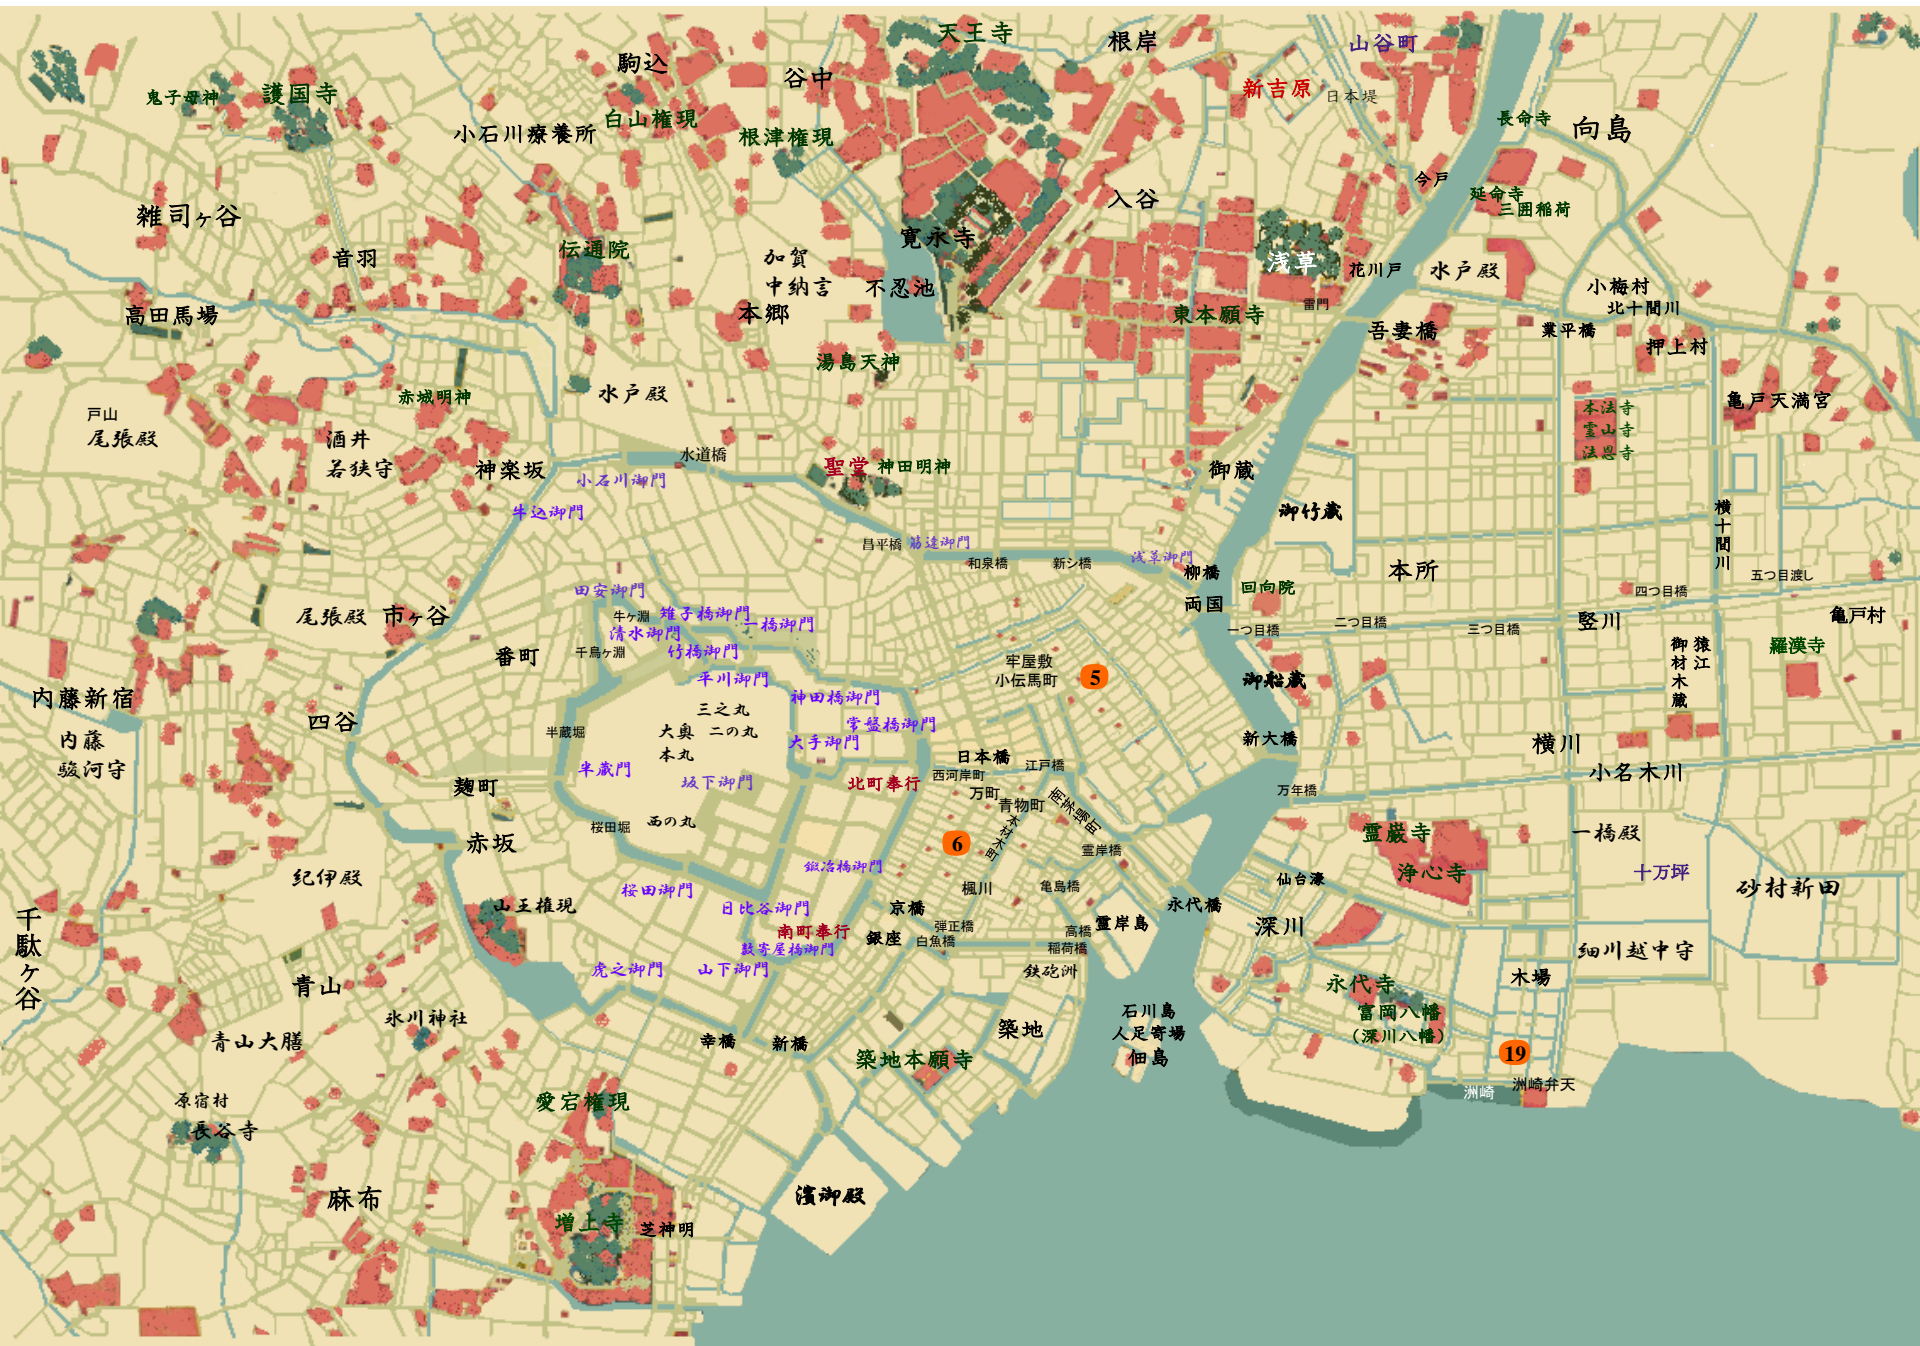 天王寺
根岸
山谷町
駒込
谷中
鬼子母神
護国寺
新吉原
日本堤
白山権現
小石川療養所
根津権現
長命寺
向島
今戸
延命寺
三囲稲荷
雑司ヶ谷
入谷
音羽
伝通院
寛永寺
浅草
花川戸
水戸殿
加賀
中納言
不忍池
本郷
小梅村
北十間川
高田馬場
東本願寺
雷門
吾妻橋
業平橋
押上村
湯島天神
赤城明神
水戸殿
亀戸天満宮
戸山
尾張殿
本法寺
霊山寺
法恩寺
酒井
若狭守
神楽坂
水道橋
聖堂
神田明神
御蔵
小石川御門
牛込御門
御竹蔵
横十間川
昌平橋
筋違御門
和泉橋
新シ橋
浅草御門
柳橋
両国
回向院
本所
五つ目渡し
四つ目橋
田安御門
尾張殿
市ヶ谷
牛ヶ淵
雉子橋御門
一橋御門
清水御門
竹橋御門
千鳥ヶ淵
一つ目橋
二つ目橋
三つ目橋
竪川
亀戸村
猿江
御材木蔵
羅漢寺
番町
牢屋敷
小伝馬町
5
平川御門
神田橋御門
御船蔵
内藤新宿
四谷
三之丸
大奥
二の丸
本丸
常盤橋御門
大手御門
内藤
駿河守
半蔵堀
半蔵門
坂下御門
北町奉行
日本橋
西河岸町
江戸橋
新大橋
横川
小名木川
麹町
万町
青物町
南茅場町
本材木町
万年橋
桜田堀
西の丸
赤坂
6
霊岸橋
霊巌寺
浄心寺
一橋殿
十万坪
砂村新田
紀伊殿
鍛冶橋御門
桜田御門
楓川
亀島橋
仙台濠
千駄ヶ谷
山王権現
日比谷御門
京橋
永代橋
南町奉行
銀座
弾正橋
白魚橋
高橋
稲荷橋
霊岸島
深川
数寄屋橋御門
虎之御門
山下御門
鉄砲洲
細川越中守
木場
青山
永代寺
富岡八幡
(深川八幡)
氷川神社
青山大膳
幸橋
新橋
築地
石川島
人足寄場
佃島
築地本願寺
19
洲崎弁天
洲崎
原宿村
長谷寺
愛宕権現
麻布
濱御殿
増上寺
芝神明